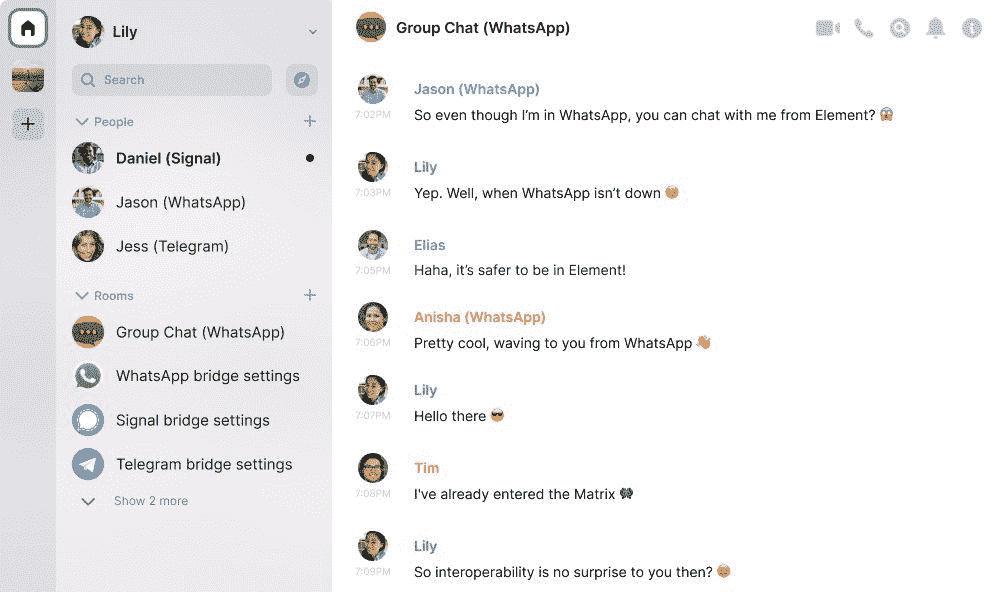 Lily
Search
People
Daniel (Signal)
Jason (WhatsApp)
Jess (Telegram)
Rooms
Group Chat (WhatsApp)
WhatsApp bridge settings
Signal bridge settings
Telegram bridge settings
Show 2 more
Group Chat (WhatsApp)
Jason (WhatsApp)
7:02PM So even though I’m in WhatsApp, you can chat with me from Element? 😱
Lily
7:03PM Yep. Well, when WhatsApp isn’t down
Elias
7:05PM Haha, it’s safer to be in Element!
Anisha (WhatsApp)
7:06PM Pretty cool, waving to you from WhatsApp 👋
Lily
7:07PM Hello there 😎
Tim
7:08PM I've already entered the Matrix
Lily
7:09PM So interoperability is no surprise to you then?